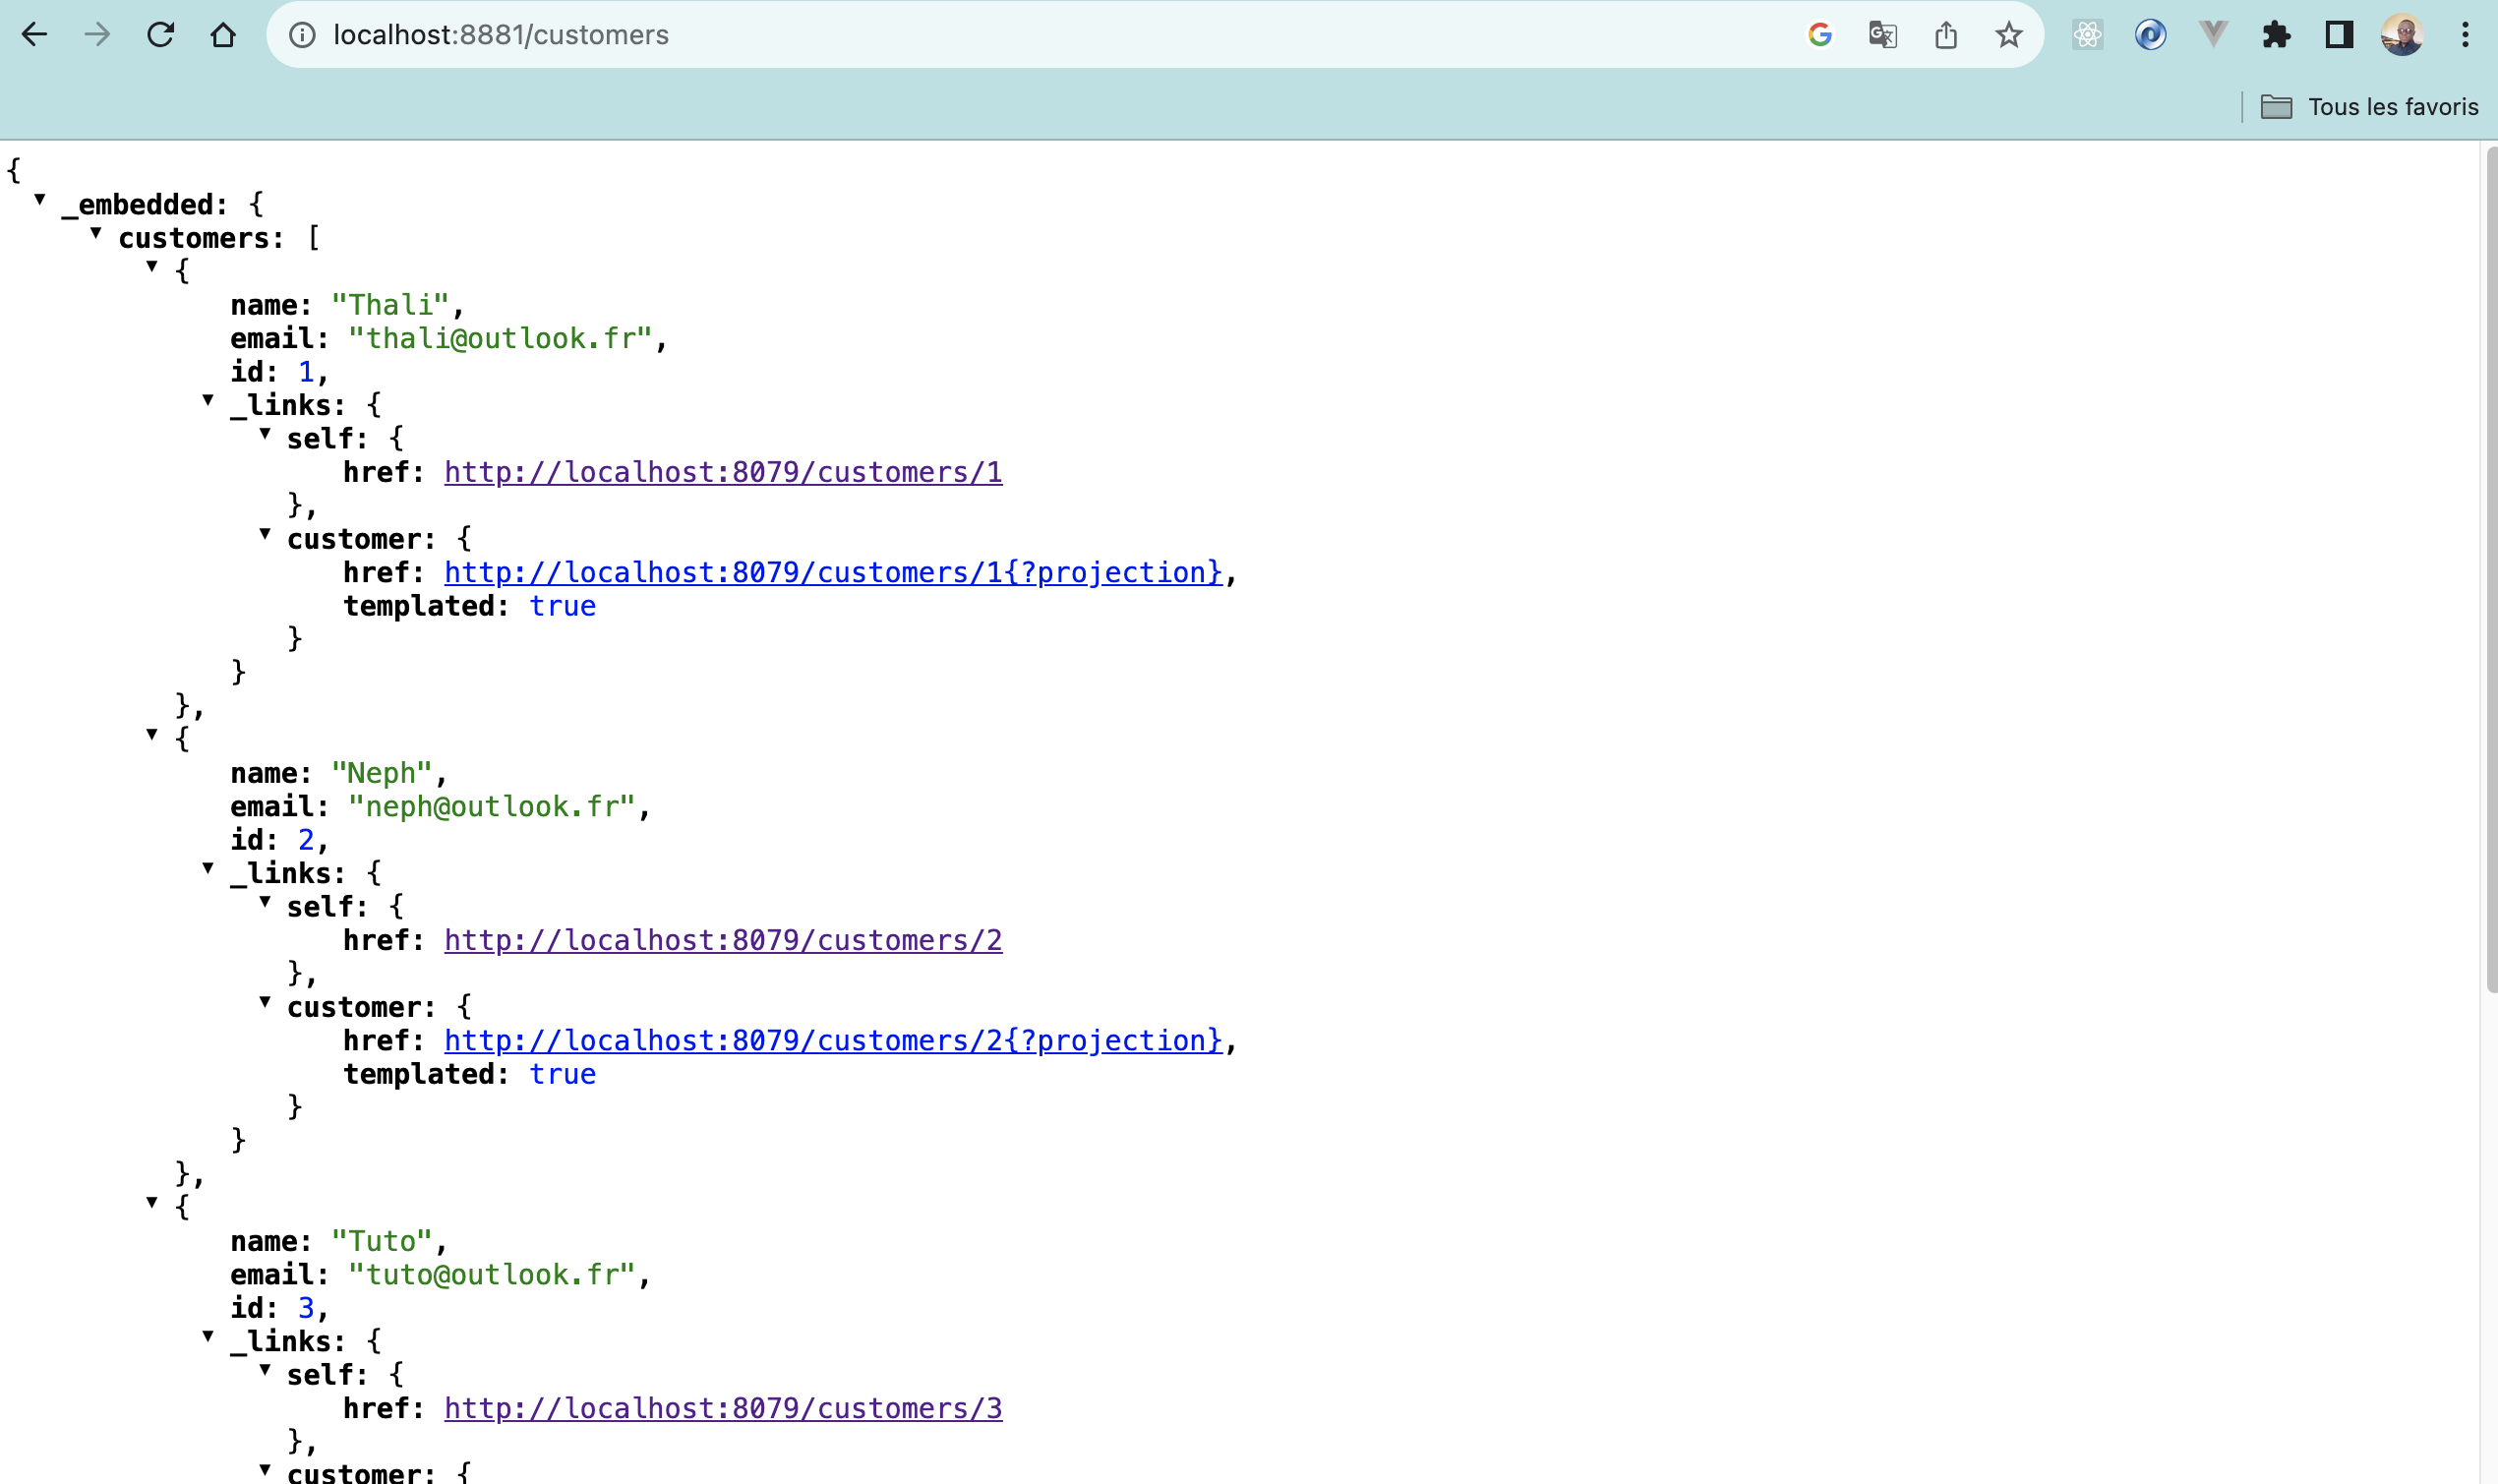 localhost:8881/customers
Tous les favoris
{
_embedded: {
customers: [
{
name: "Thali",
email: "thali@outlook.fr",
id: 1,
_links: {
self: {
href: http://localhost:8079/customers/1
},
customer: {
href: http://localhost:8079/customers/1{?projection},
templated: true
}
}
},
{
name: "Neph",
email: "neph@outlook.fr",
id: 2,
_links: {
self: {
href: http://localhost:8079/customers/2
},
customer: {
href: http://localhost:8079/customers/2{?projection},
templated: true
}
}
},
{
name: "Tuto",
email: "tuto@outlook.fr",
id: 3,
_links: {
self: {
href: http://localhost:8079/customers/3
},
customer: {